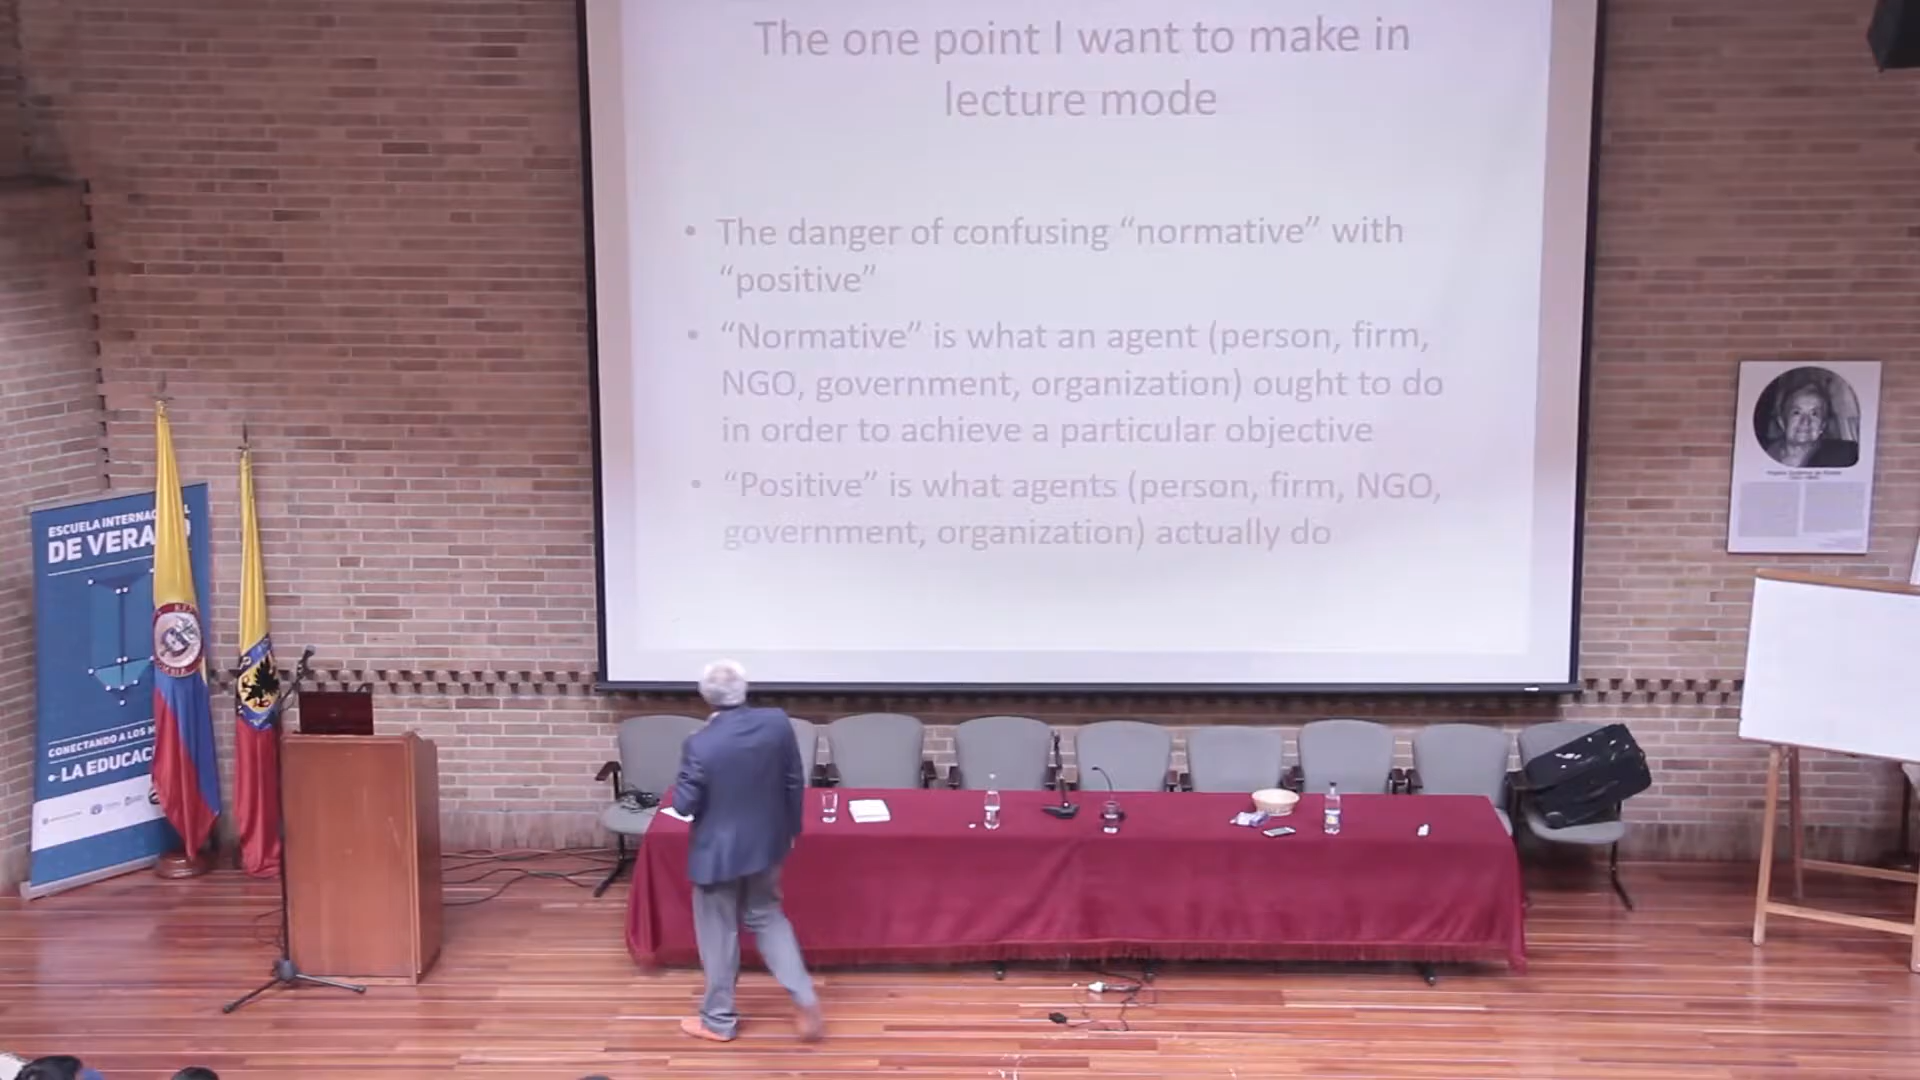 The one point I want to make in
lecture mode
• The danger of confusing “normative” with
“positive”
• “Normative” is what an agent (person, firm,
NGO, government, organization) ought to do
in order to achieve a particular objective
• “Positive” is what agents (person, firm, NGO,
government, organization) actually do
ESCUELA INTERNAC
DE VERA
CONECTANDO A LOS
LA EDUCAC